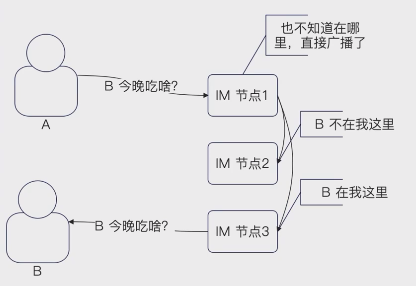 也不知道在哪
里，直接广播了
B 今晚吃啥?
IM 节点1
A
B 不在我这里
IM 节点2
B 在我这里
B 今晚吃啥?
IM 节点3
B